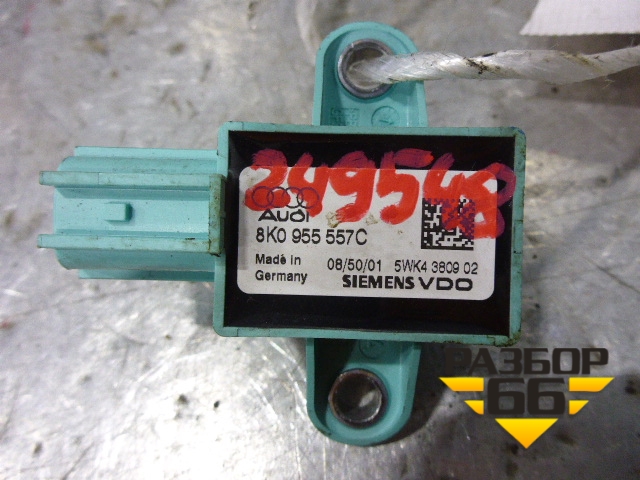 249548
Audi
8K0 955 557C
Made in
Germany
08/50/01 5WK4 3809 02
SIEMENS VDO
РАЗБОР
66